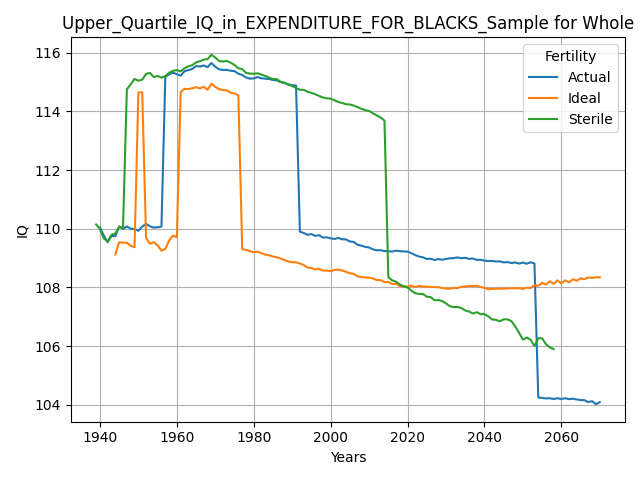 Upper_Quartile_IQ_in_EXPENDITURE_FOR_BLACKS_Sample for Whole
116
114
112
110
108
106
104
IQ
Fertility
Actual
Ideal
Sterile
1940 1960 1980 2000 2020 2040 2060
Years